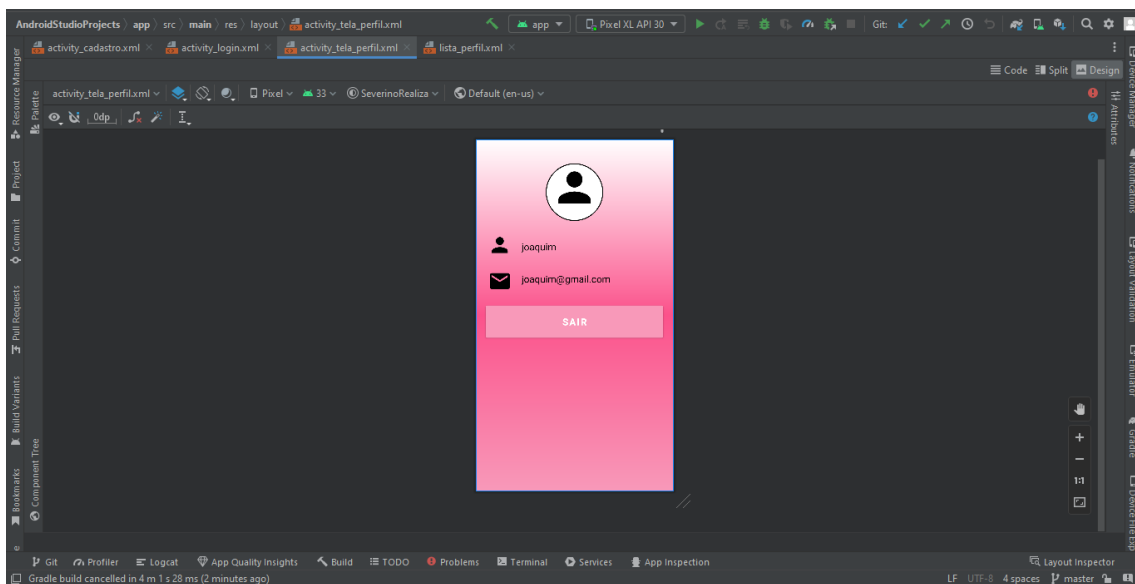 AndroidStudioProjects app src main res layout activity_tela_perfil.xml app Pixel XL API 30 Git:
activity_cadastro.xml activity_login.xml activity_tela_perfil.xml lista_perfil.xml
Code Split Design
activity_tela_perfil.xml Pixel 33 SeverinoRealiza Default (en-us)
0dp
Resource Manager
Project
Commit
Pull Requests
Build Variants
Bookmarks
Palette
Component Tree
joaquim
joaquim@gmail.com
SAIR
1:1
Attributes
Device Manager
Notifications
Layout Validation
Emulator
Gradle
Device File Exp
Git Profiler Logcat App Quality Insights Build TODO Problems Terminal Services App Inspection Layout Inspector
Gradle build cancelled in 4 m 1 s 28 ms (2 minutes ago) LF UTF-8 4 spaces master